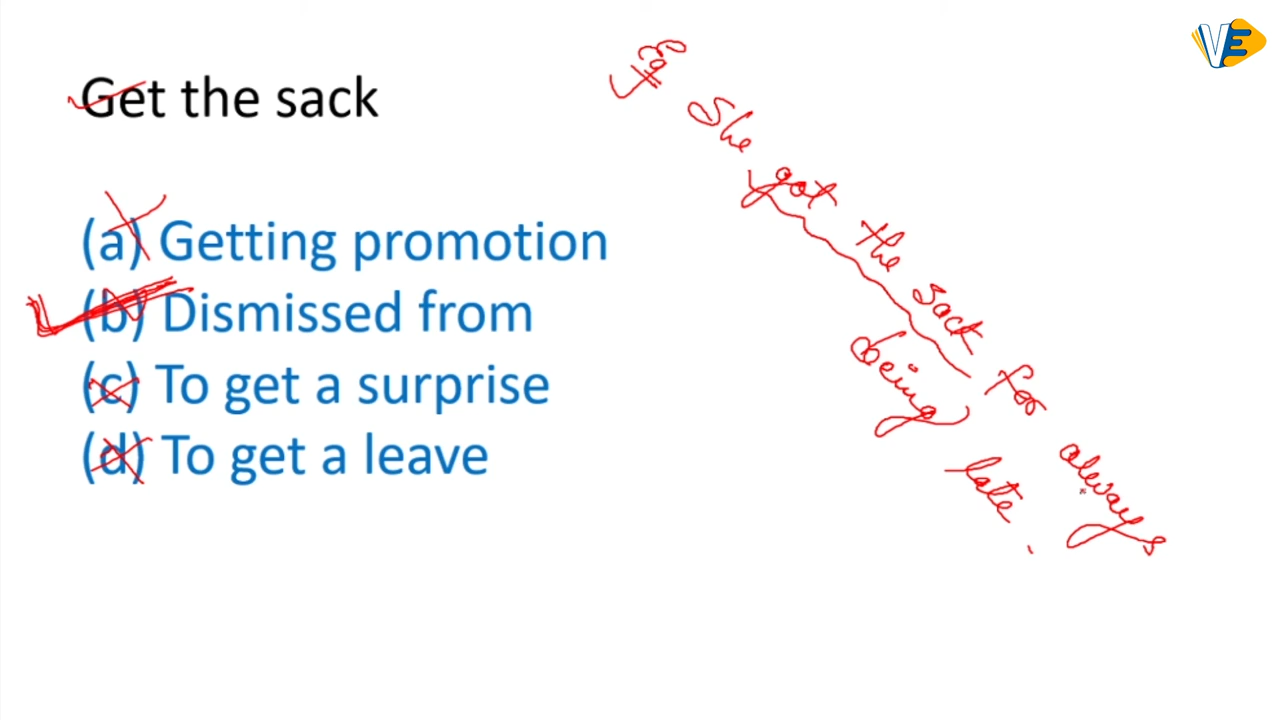 Get the sack
(a) Getting promotion
(b) Dismissed from
(c) To get a surprise
(d) To get a leave
Eg
She got the sack for always
being late.
VE